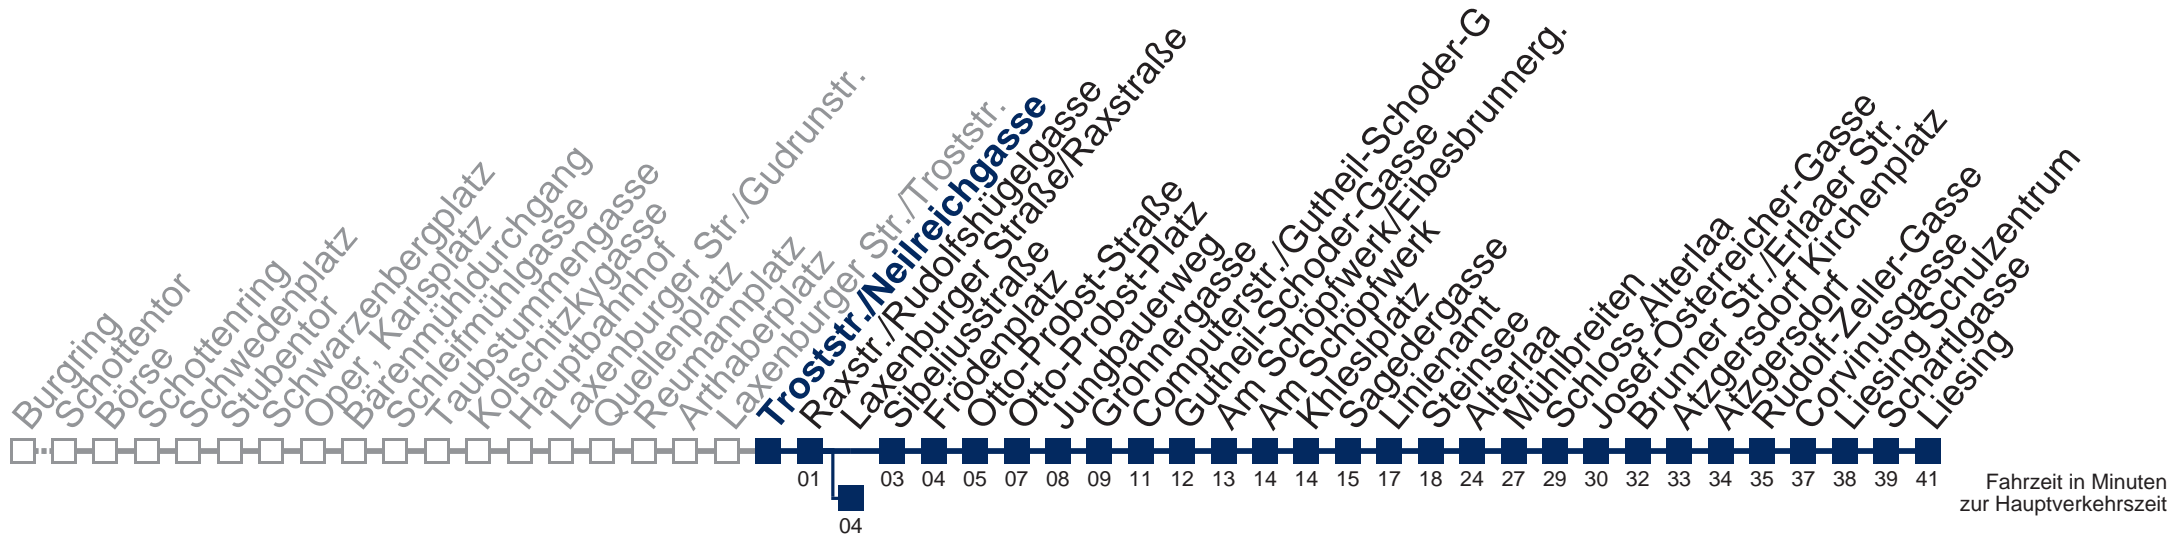 Burgring
Schottentor
Börse
Schottenring
Schwedenplatz
Stubentor
Schwarzenbergplatz
Oper, Karlsplatz
Bärenmühldurchgang
Schleifmühlgasse
Taubstummengasse
Kolschitzkygasse
Hauptbahnhof
Laxenburger Str./Gudrunstr.
Quellenplatz
Reumannplatz
Arthaberplatz
Laxenburger Str./Troststr.
Troststr./Neilreichgasse
Raxstr./Rudolfshügelgasse
Laxenburger Straße/Raxstraße
Sibeliusstraße
Frödenplatz
Otto-Probst-Straße
Otto-Probst-Platz
Jungbauerweg
Grohnergasse
Computerstr./Gutheil-Schoder-G
Gutheil-Schoder-Gasse
Am Schöpfwerk/Eibesbrunnerg.
Am Schöpfwerk
Khleslplatz
Sagedergasse
Linienamt
Steinsee
Alterlaa
Mühlbreiten
Schloss Alterlaa
Josef-Österreicher-Gasse
Brunner Str./Erlaaer Str.
Atzgersdorf Kirchenplatz
Atzgersdorf
Rudolf-Zeller-Gasse
Corvinusgasse
Liesing Schulzentrum
Schartlgasse
Liesing
01 03 04 05 07 08 09 11 12 13 14 14 15 17 18 24 27 29 30 32 33 34 35 37 38 39 41
04
Fahrzeit in Minuten
zur Hauptverkehrszeit